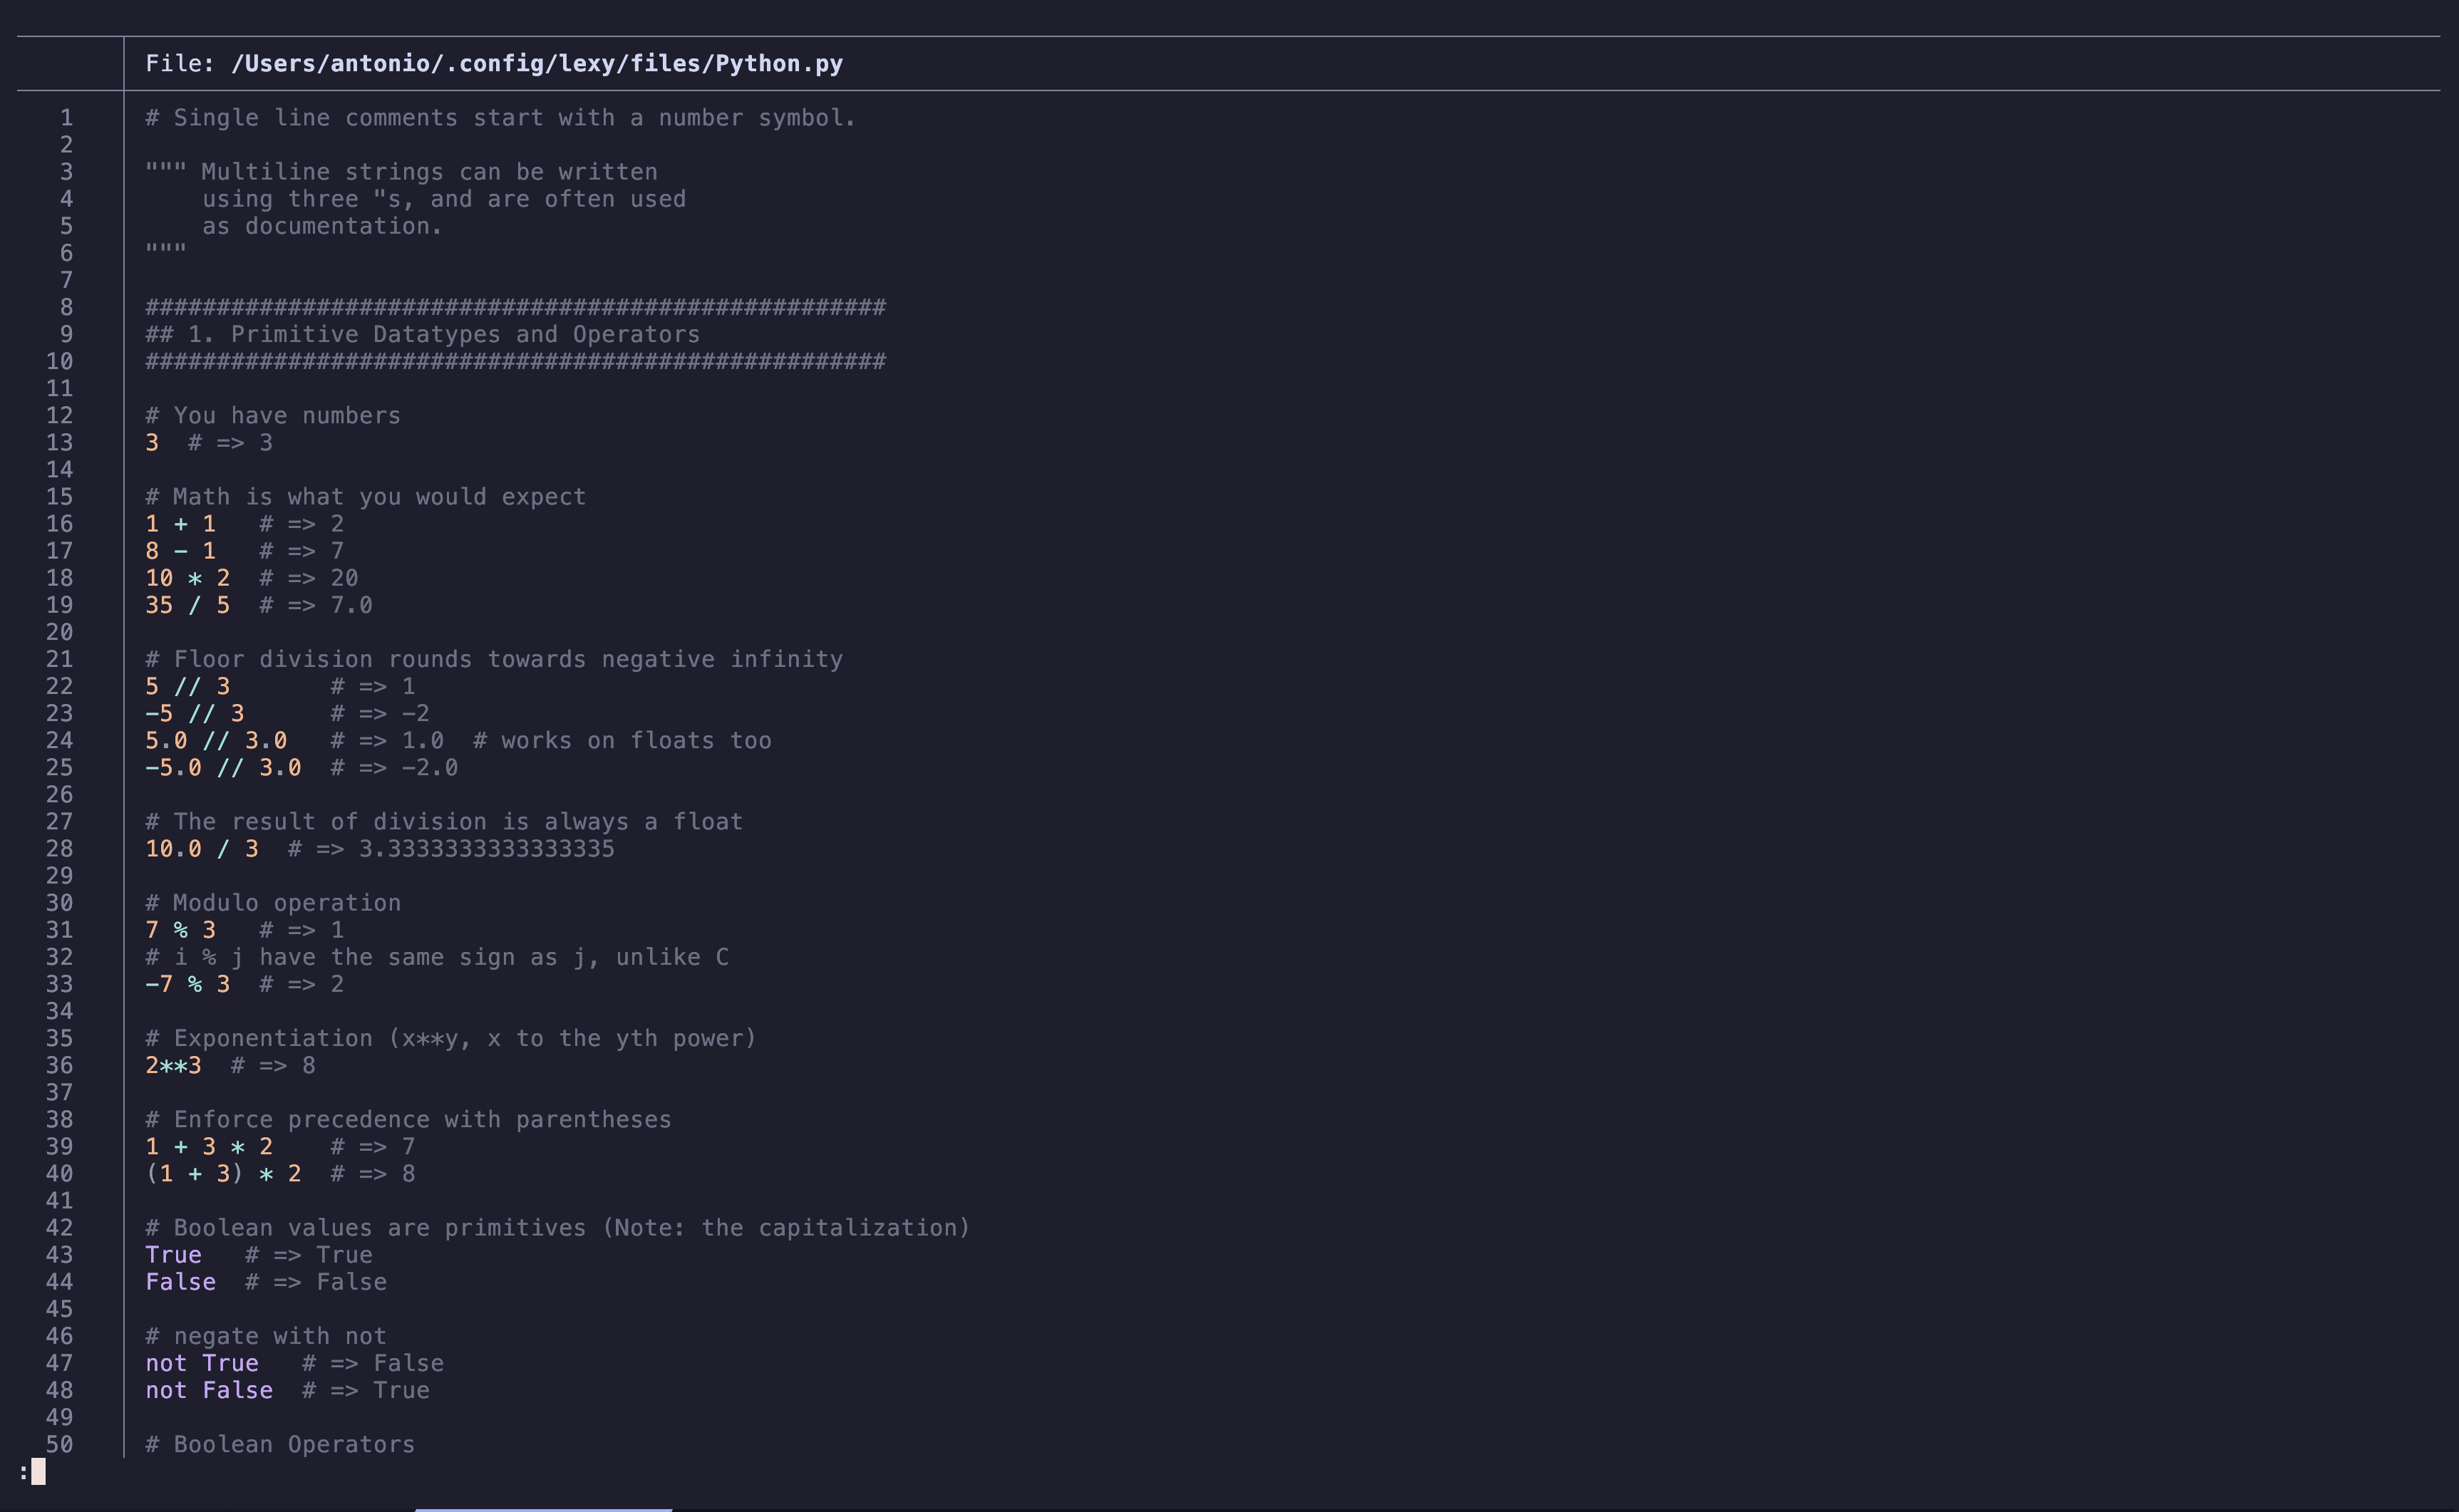 File: /Users/antonio/.config/lexy/files/Python.py
1 # Single line comments start with a number symbol.
2
3 """ Multiline strings can be written
4     using three "s, and are often used
5     as documentation.
6 """
7
8 ####################################################
9 ## 1. Primitive Datatypes and Operators
10 ####################################################
11
12 # You have numbers
13 3  # => 3
14
15 # Math is what you would expect
16 1 + 1   # => 2
17 8 - 1   # => 7
18 10 * 2  # => 20
19 35 / 5  # => 7.0
20
21 # Floor division rounds towards negative infinity
22 5 // 3       # => 1
23 -5 // 3      # => -2
24 5.0 // 3.0   # => 1.0  # works on floats too
25 -5.0 // 3.0  # => -2.0
26
27 # The result of division is always a float
28 10.0 / 3  # => 3.3333333333333335
29
30 # Modulo operation
31 7 % 3   # => 1
32 # i % j have the same sign as j, unlike C
33 -7 % 3  # => 2
34
35 # Exponentiation (x**y, x to the yth power)
36 2**3  # => 8
37
38 # Enforce precedence with parentheses
39 1 + 3 * 2    # => 7
40 (1 + 3) * 2  # => 8
41
42 # Boolean values are primitives (Note: the capitalization)
43 True   # => True
44 False  # => False
45
46 # negate with not
47 not True   # => False
48 not False  # => True
49
50 # Boolean Operators
: